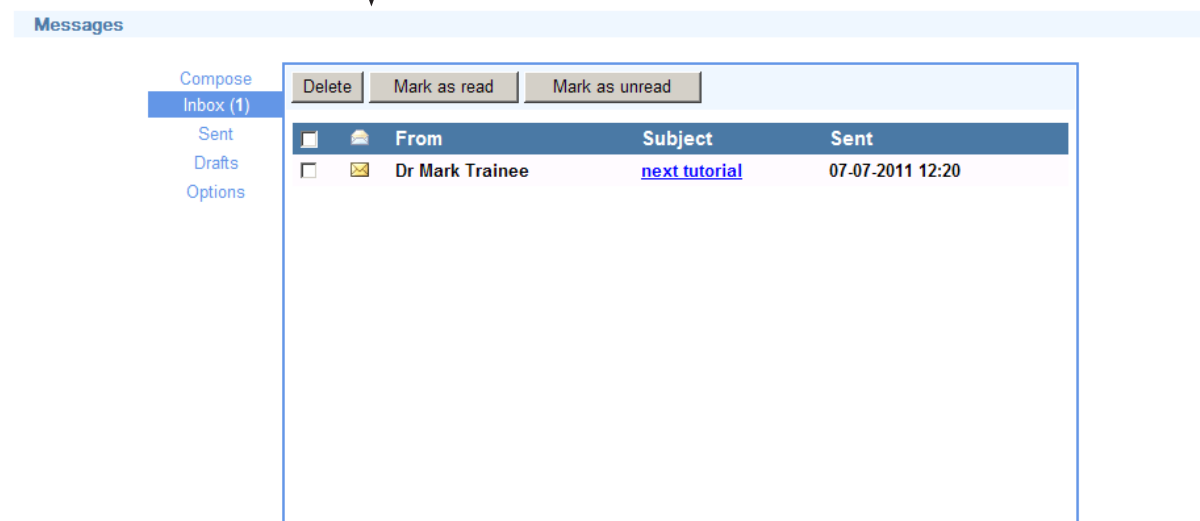 Messages
Compose
Inbox (1)
Sent
Drafts
Options
Delete Mark as read Mark as unread
From Subject Sent
Dr Mark Trainee next tutorial 07-07-2011 12:20